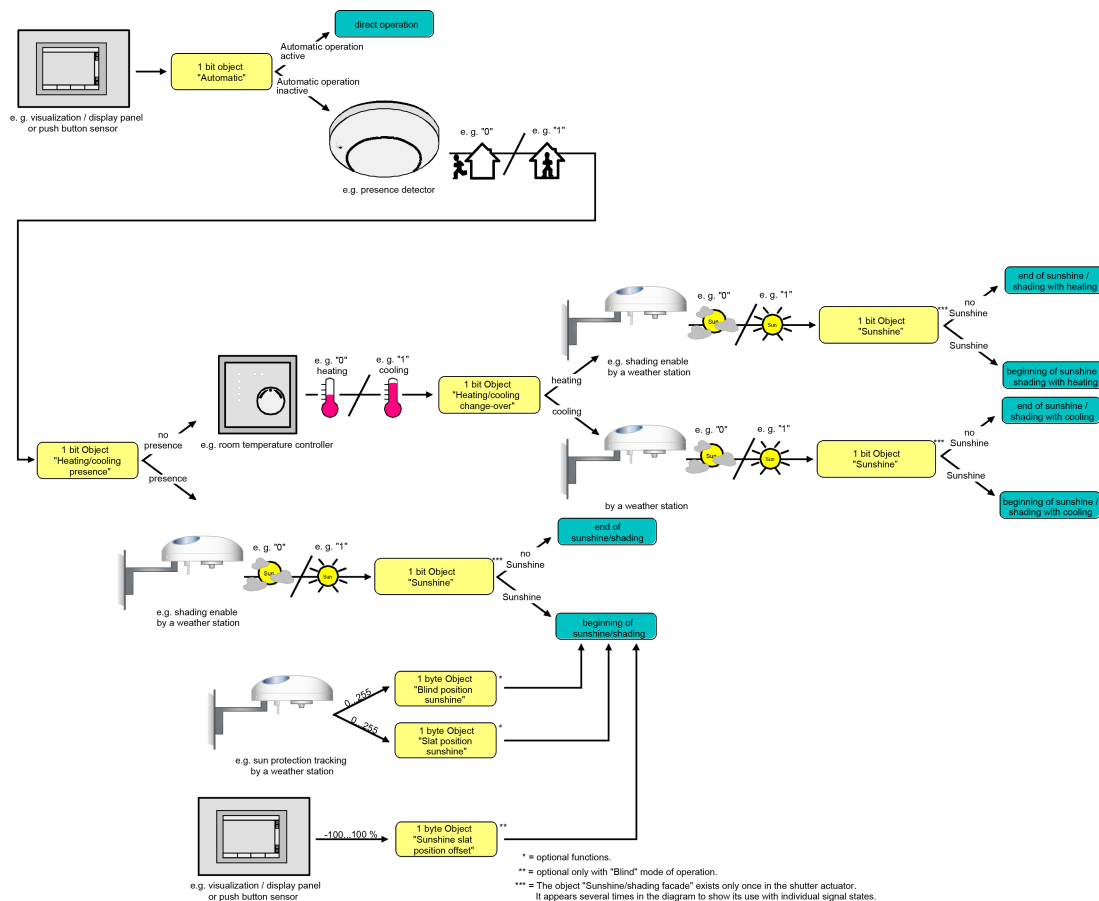 direct operation
Automatic operation
active
1 bit object
"Automatic"
Automatic operation
inactive
e. g. visualization / display panel
or push button sensor
e. g. "0"
e. g. "1"
e.g. presence detector
end of sunshine /
shading with heating
e. g. "0"
e. g. "1"
Sun
Sun
1 bit Object
"Sunshine"
***
no
Sunshine
Sunshine
e.g. shading enable
by a weather station
beginning of sunshine
shading with heating
e. g. "0"
heating
e. g. "1"
cooling
1 bit Object
"Heating/cooling
change-over"
heating
cooling
end of sunshine /
shading with cooling
e. g. "0"
e. g. "1"
Sun
Sun
1 bit Object
"Sunshine"
***
no
Sunshine
Sunshine
by a weather station
beginning of sunshine /
shading with cooling
e.g. room temperature controller
no
presence
1 bit Object
"Heating/cooling
presence"
presence
end of
sunshine/shading
e. g. "0"
e. g. "1"
Sun
Sun
1 bit Object
"Sunshine"
***
no
Sunshine
Sunshine
e.g. shading enable
by a weather station
beginning of
sunshine/shading
0...255
1 byte Object
"Blind position
sunshine"
*
0...255
1 byte Object
"Slat position
sunshine"
*
e.g. sun protection tracking
by a weather station
-100...100 %
1 byte Object
"Sunshine slat
position offset"
**
e.g. visualization / display panel
or push button sensor
* = optional functions.
** = optional only with "Blind" mode of operation.
*** = The object "Sunshine/shading facade" exists only once in the shutter actuator.
It appears several times in the diagram to show its use with individual signal states.